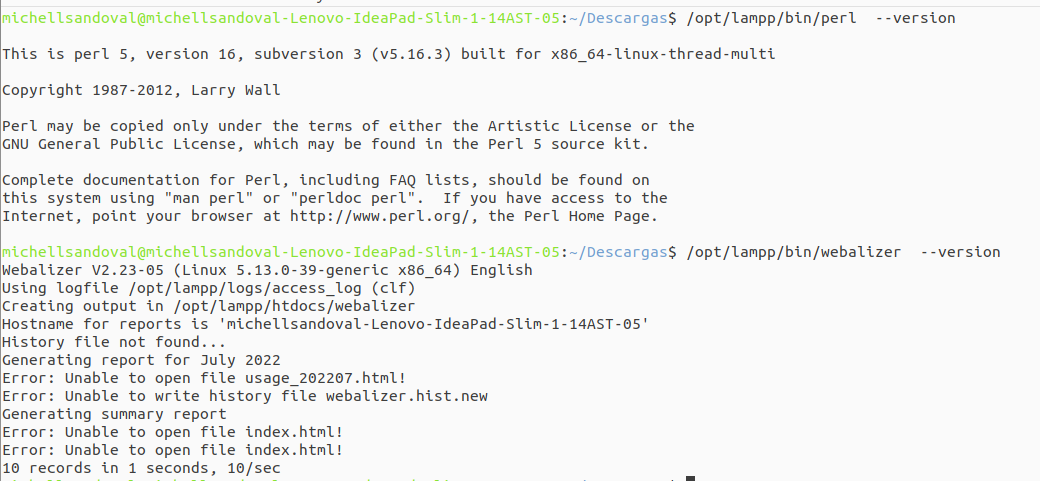 michellsandoval@michellsandoval-Lenovo-IdeaPad-Slim-1-14AST-05:~/Descargas$ /opt/lampp/bin/perl  --version
This is perl 5, version 16, subversion 3 (v5.16.3) built for x86_64-linux-thread-multi
Copyright 1987-2012, Larry Wall
Perl may be copied only under the terms of either the Artistic License or the
GNU General Public License, which may be found in the Perl 5 source kit.
Complete documentation for Perl, including FAQ lists, should be found on
this system using "man perl" or "perldoc perl".  If you have access to the
Internet, point your browser at http://www.perl.org/, the Perl Home Page.
michellsandoval@michellsandoval-Lenovo-IdeaPad-Slim-1-14AST-05:~/Descargas$ /opt/lampp/bin/webalizer  --version
Webalizer V2.23-05 (Linux 5.13.0-39-generic x86_64) English
Using logfile /opt/lampp/logs/access_log (clf)
Creating output in /opt/lampp/htdocs/webalizer
Hostname for reports is 'michellsandoval-Lenovo-IdeaPad-Slim-1-14AST-05'
History file not found...
Generating report for July 2022
Error: Unable to open file usage_202207.html!
Error: Unable to write history file webalizer.hist.new
Generating summary report
Error: Unable to open file index.html!
Error: Unable to open file index.html!
10 records in 1 seconds, 10/sec